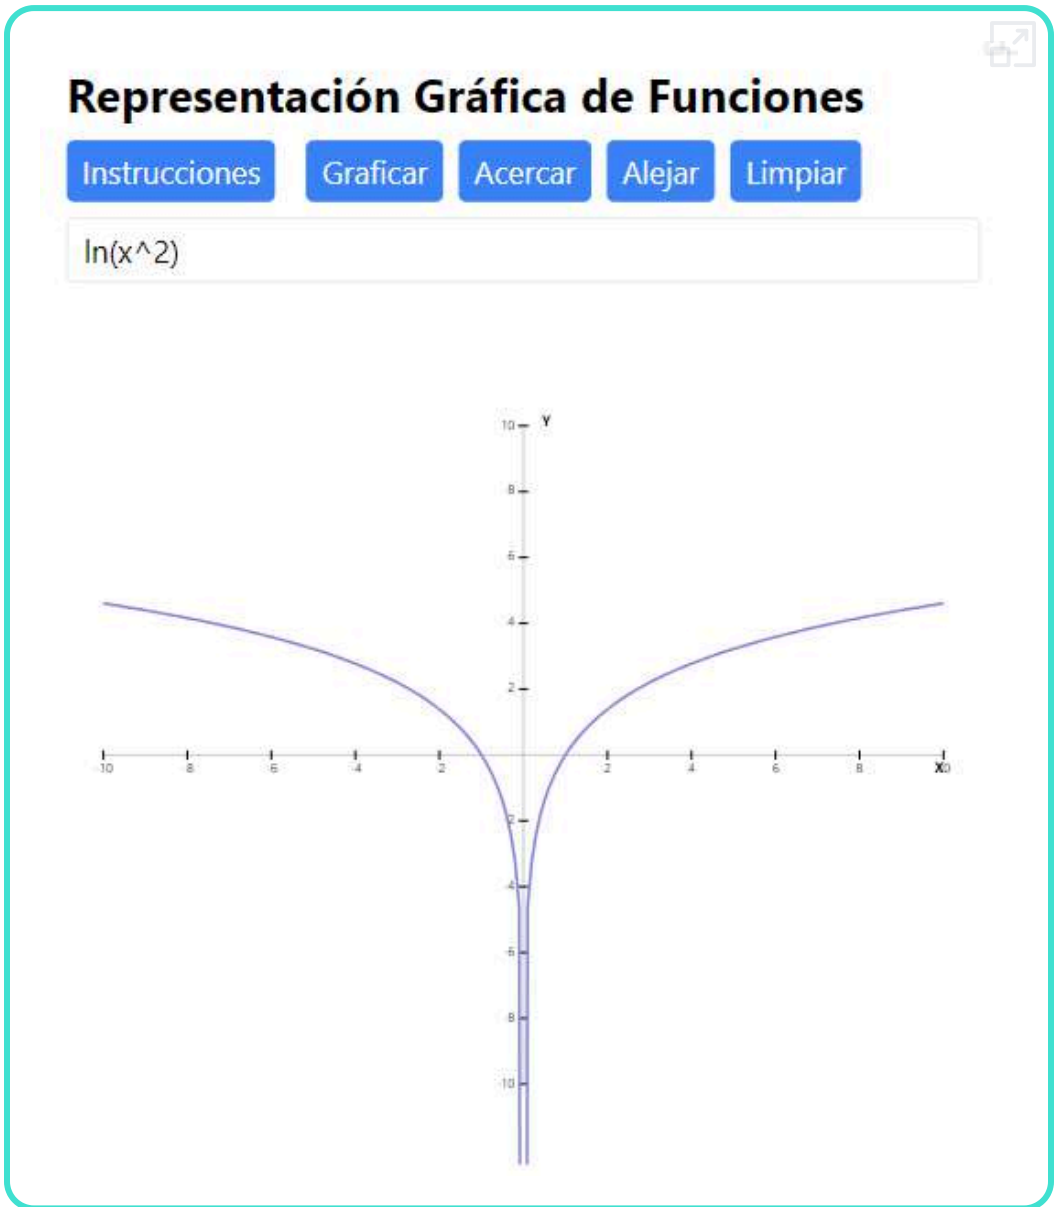 Representación Gráfica de Funciones
Instrucciones Graficar Acercar Alejar Limpiar
ln(x^2)
10 Y
8
6
4
2
-10 -8 -6 -4 -2 2 4 6 8 X
-2
-4
-6
-8
-10